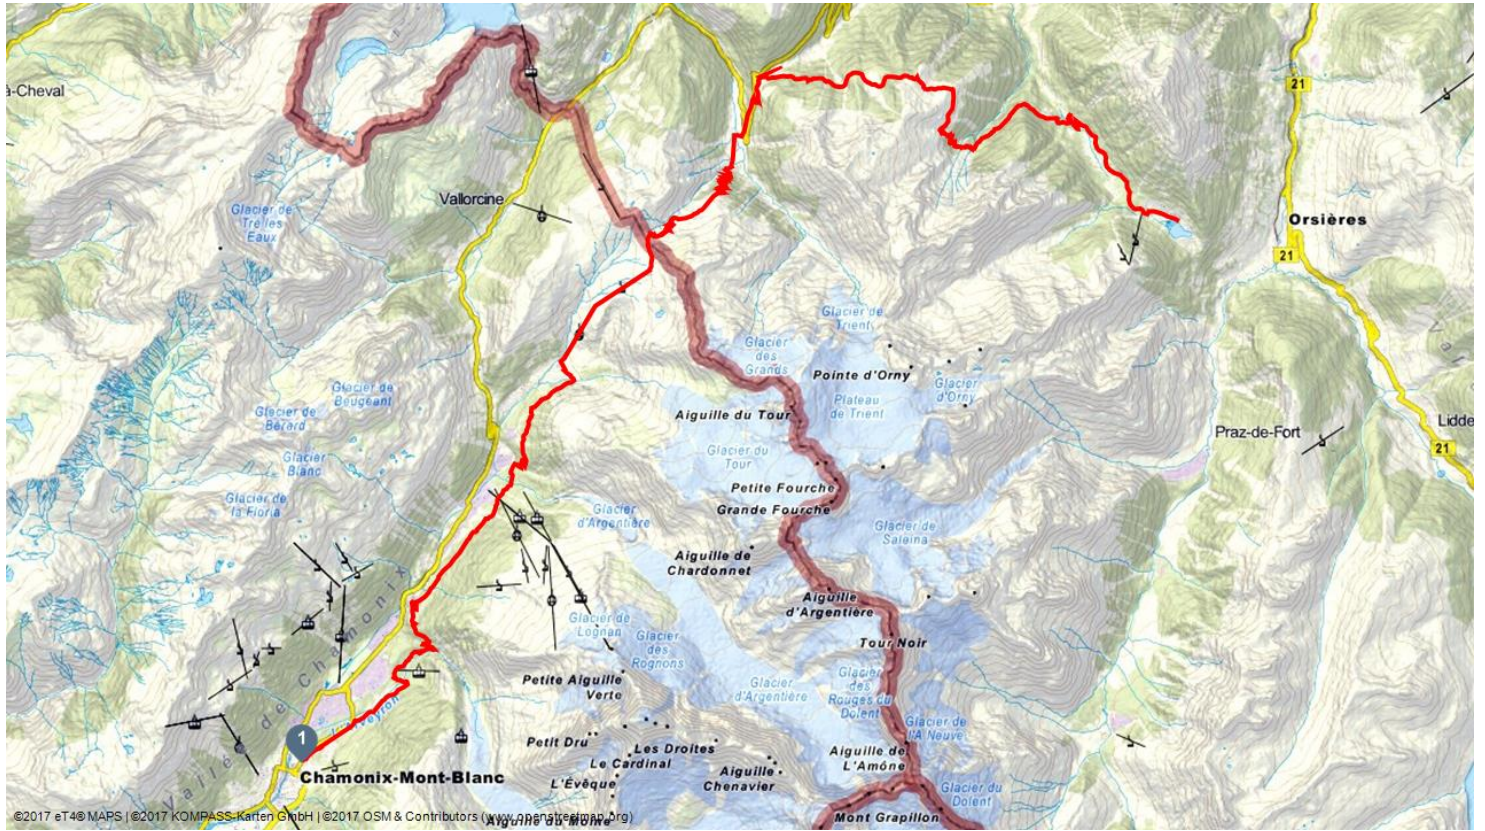 à-Cheval
21
Vallorcine
Glacier de
Tré les
Eaux
Orsières
21
Glacier de
Trient
Glacier
des
Grands
Pointe d'Orny
Glacier
d'Orny
Glacier de
Beugeant
Plateau
de Trient
Aiguille du Tour
Glacier de
Bérard
Praz-de-Fort
Lidde
21
Glacier
Blanc
Glacier du
Tour
Petite Fourche
Grande Fourche
Glacier de
la Floria
Glacier
d'Argentière
Glacier de
Saleina
Aiguille de
Chardonnet
Aiguille
d'Argentière
Glacier de
Lognan
Glacier
des
Rognons
Tour Noir
Petite Aiguille
Verte
Glacier
d'Argentière
Glacier
des
Rouges du
Dolent
Vallée de Chamonix
L'Arveyron
1
Glacier de
l'A Neuve
Petit Dru
Les Droites
Le Cardinal
Aiguille de
L'Amône
Chamonix-Mont-Blanc
L'Évêque
Aiguille
Chenavier
Glacier du
Dolent
Aiguille du Moine
Mont Grapillon
©2017 eT4® MAPS | ©2017 KOMPASS-Karten GmbH | ©2017 OSM & Contributors (www.openstreetmap.org)